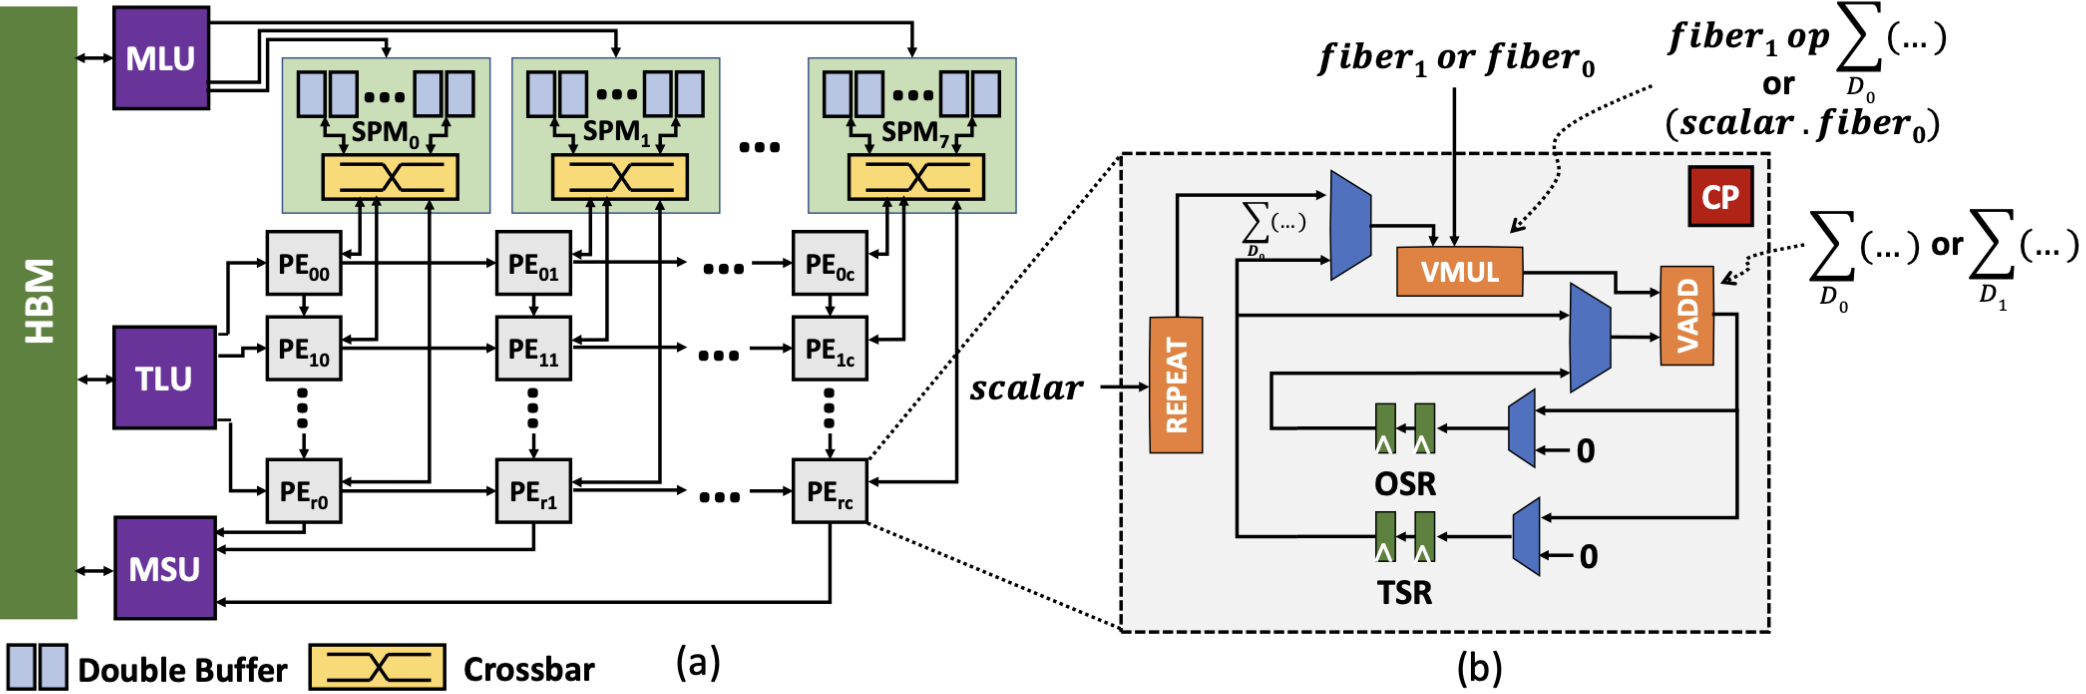 HBM
MLU
TLU
MSU
SPM0
SPM1
SPM7
PE00
PE01
PE0c
PE10
PE11
PE1c
PEr0
PEr1
PErc
Double Buffer
Crossbar
(a)
fiber1 or fiber0
fiber1 op ∑D0(...)
or
(scalar . fiber0)
CP
∑D0(...)
VMUL
∑D0(...) or ∑D1(...)
VADD
REPEAT
scalar
0
OSR
0
TSR
(b)